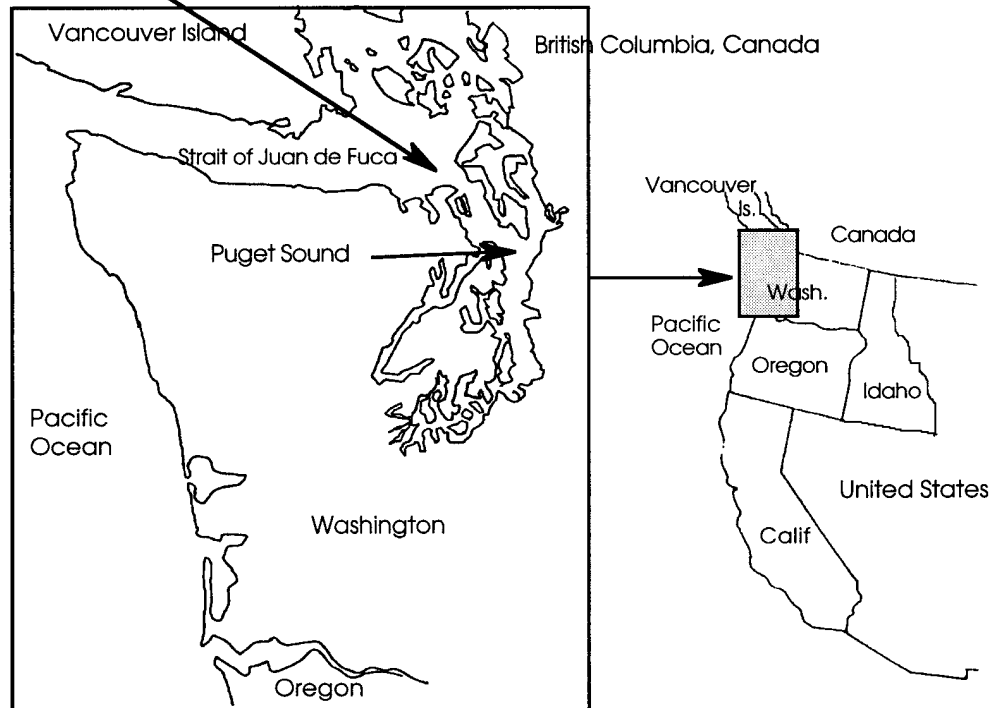 Vancouver Island
British Columbia, Canada
Strait of Juan de Fuca
Puget Sound
Pacific
Ocean
Washington
Oregon
Vancouver
Is.
Canada
Wash.
Pacific
Ocean
Oregon
Idaho
United States
Calif